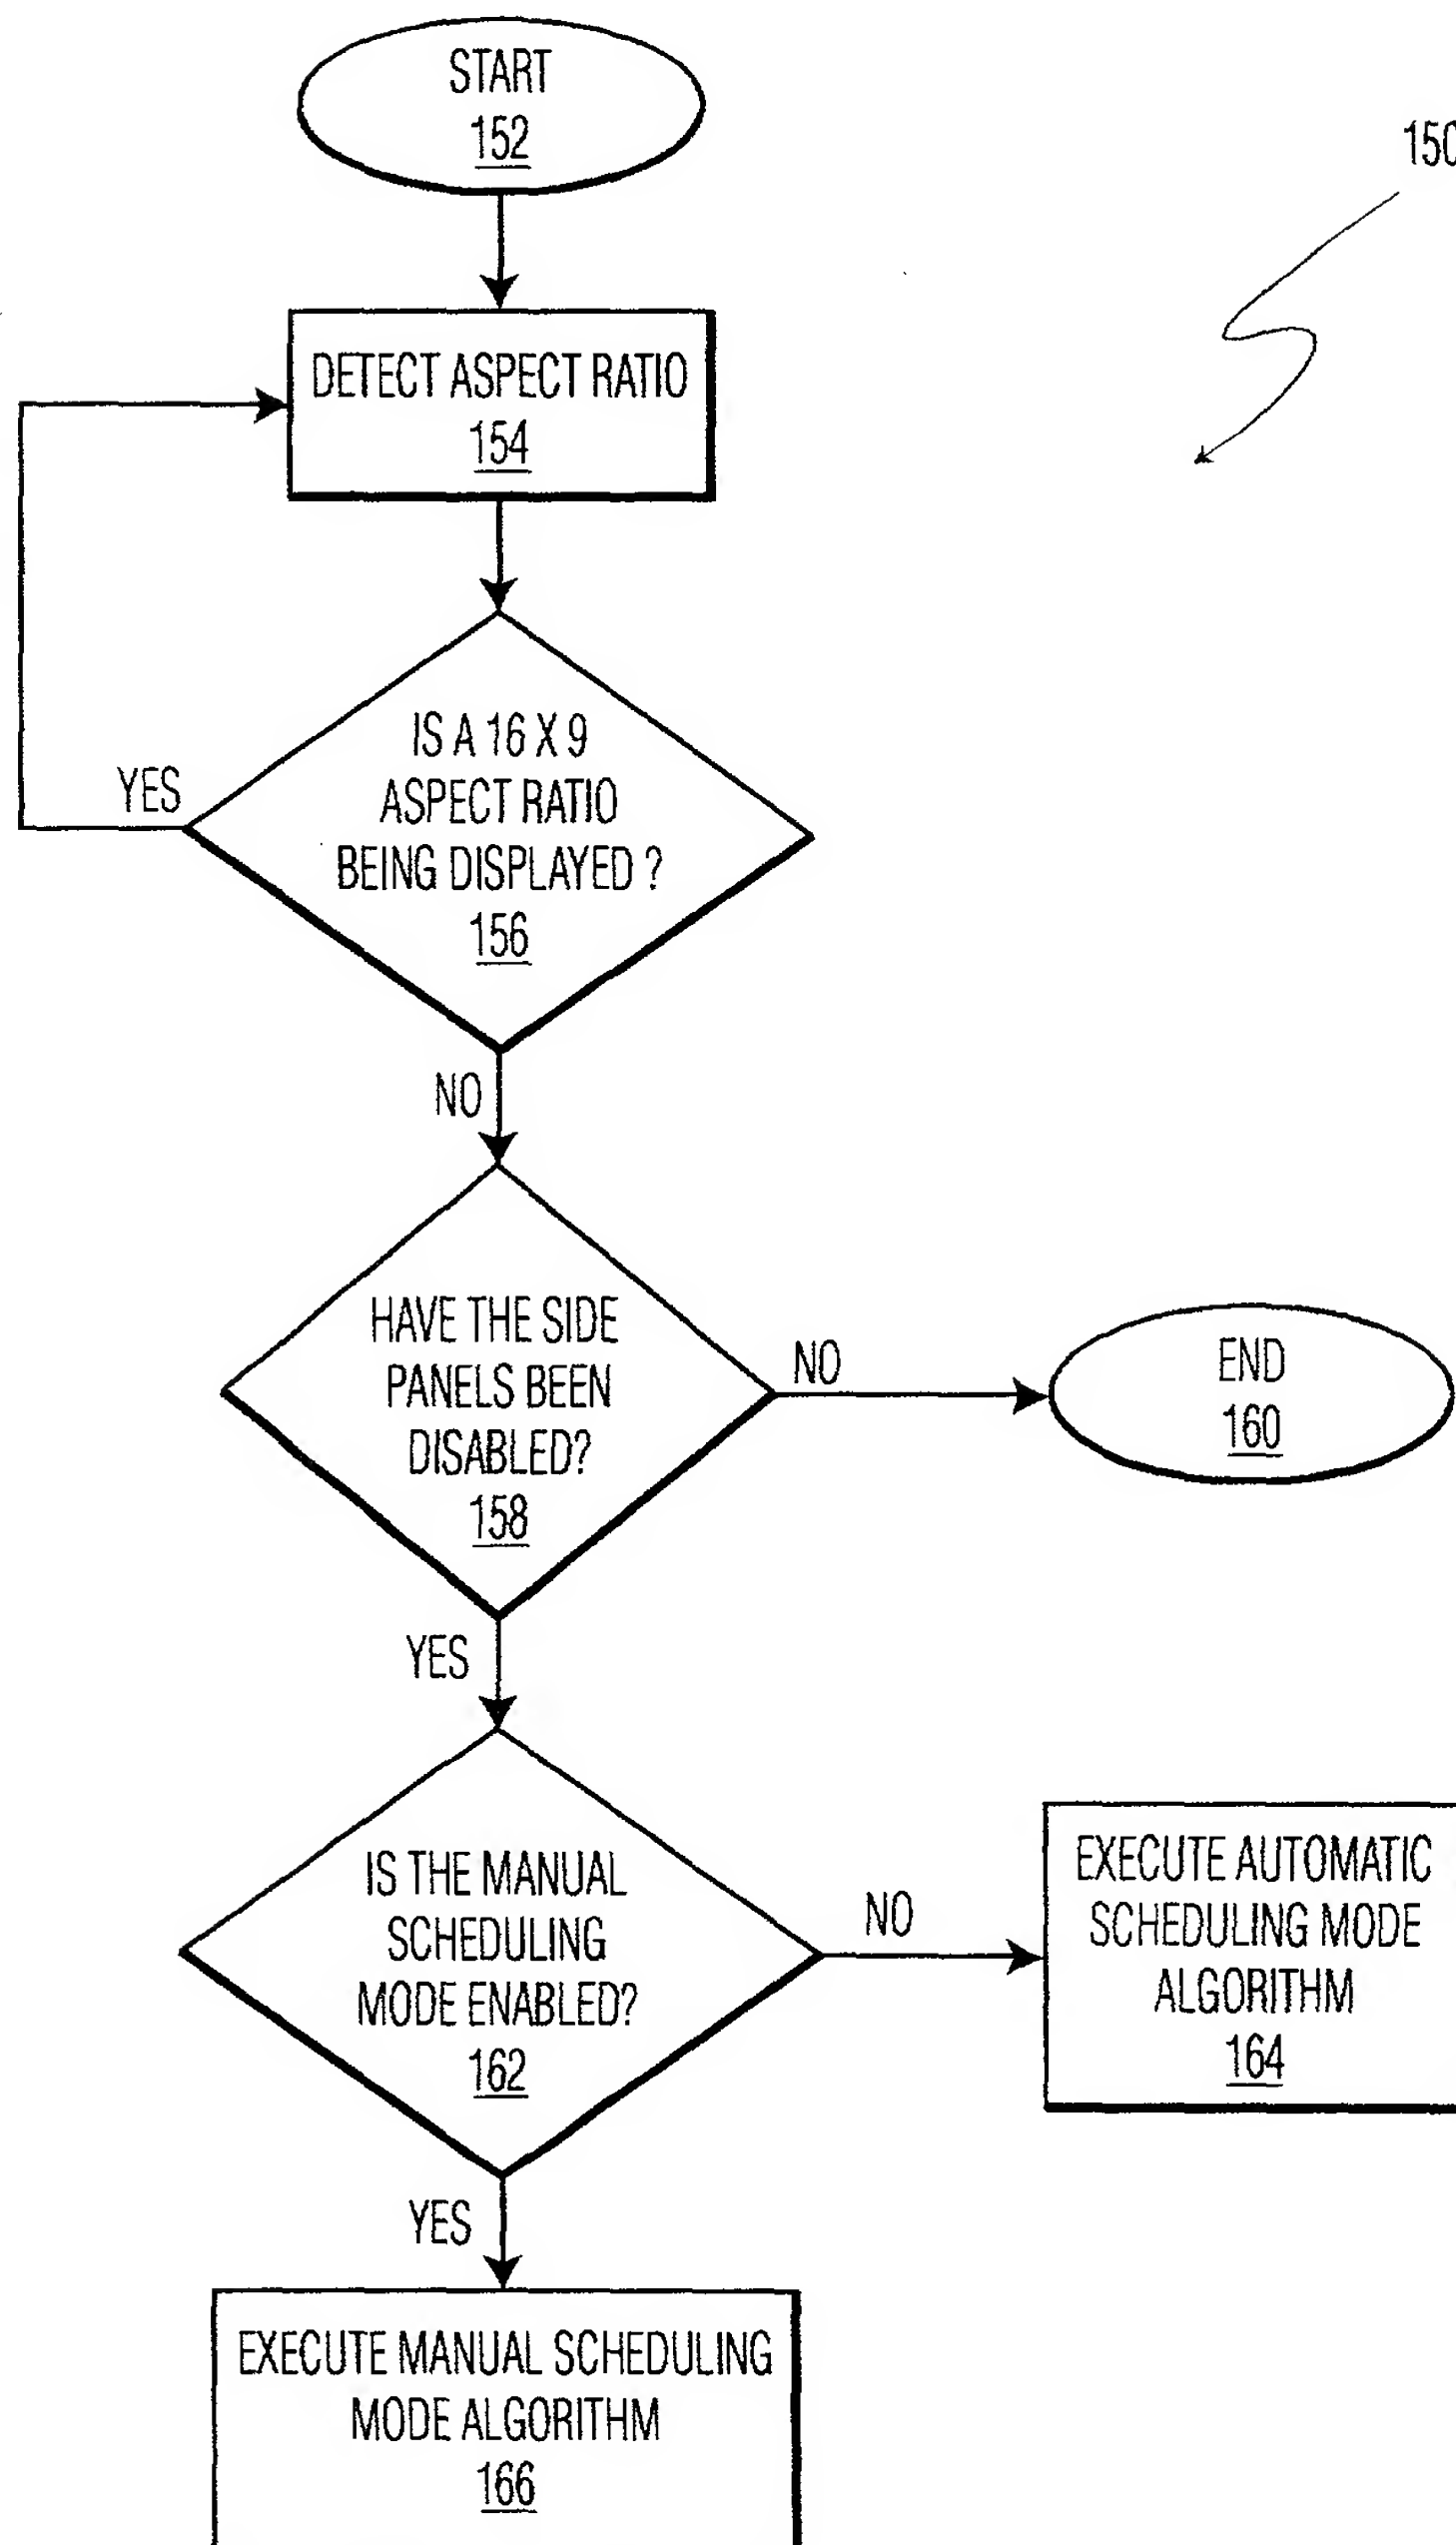 START
152
150
DETECT ASPECT RATIO
154
IS A 16 X 9
ASPECT RATIO
BEING DISPLAYED ?
156
YES
NO
HAVE THE SIDE
PANELS BEEN
DISABLED?
158
NO
END
160
YES
IS THE MANUAL
SCHEDULING
MODE ENABLED?
162
NO
EXECUTE AUTOMATIC
SCHEDULING MODE
ALGORITHM
164
YES
EXECUTE MANUAL SCHEDULING
MODE ALGORITHM
166